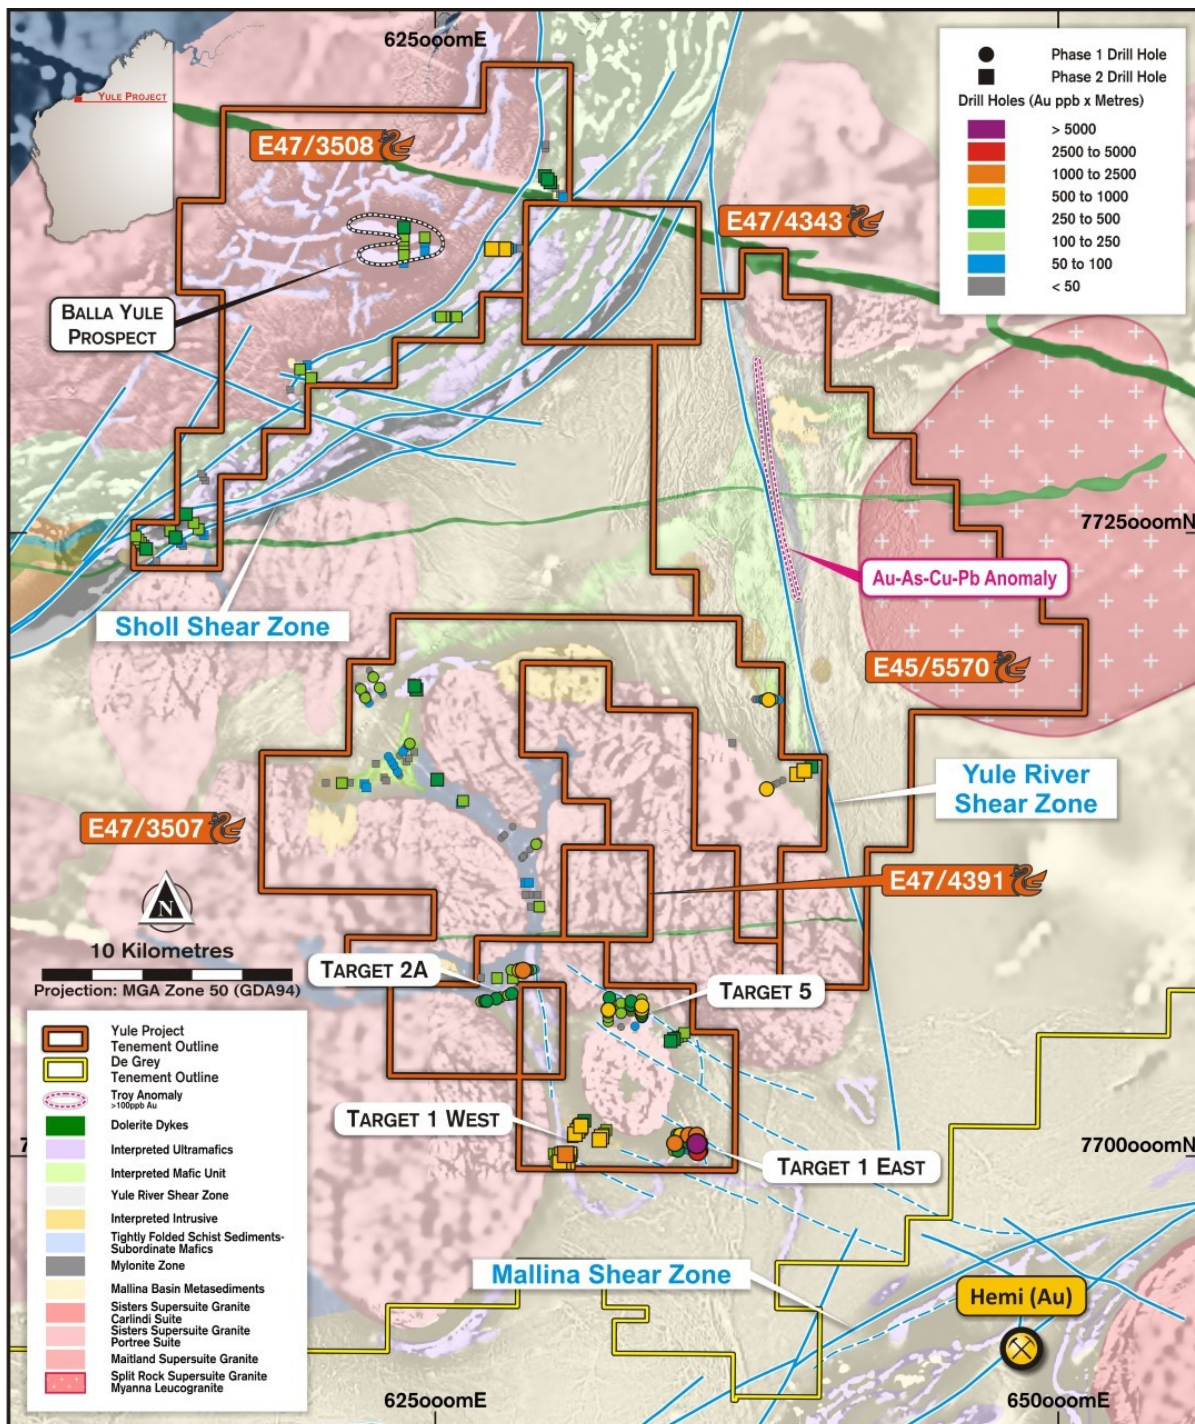 625000mE
YULE PROJECT
Phase 1 Drill Hole
Phase 2 Drill Hole
Drill Holes (Au ppb x Metres)
> 5000
2500 to 5000
1000 to 2500
500 to 1000
250 to 500
100 to 250
50 to 100
< 50
E47/3508
E47/4343
BALLA YULE
PROSPECT
7725000mN
Au-As-Cu-Pb Anomaly
Sholl Shear Zone
E45/5570
Yule River
Shear Zone
E47/3507
E47/4391
N
10 Kilometres
Projection: MGA Zone 50 (GDA94)
TARGET 2A
TARGET 5
TARGET 1 WEST
TARGET 1 EAST
77
7700000mN
Yule Project
Tenement Outline
De Grey
Tenement Outline
Troy Anomaly
>100ppb Au
Dolerite Dykes
Interpreted Ultramafics
Interpreted Mafic Unit
Yule River Shear Zone
Interpreted Intrusive
Tightly Folded Schist Sediments-
Subordinate Mafics
Mylonite Zone
Mallina Basin Metasediments
Sisters Supersuite Granite
Carlindi Suite
Sisters Supersuite Granite
Portree Suite
Maitland Supersuite Granite
Split Rock Supersuite Granite
Myanna Leucogranite
Mallina Shear Zone
Hemi (Au)
625000mE
650000mE